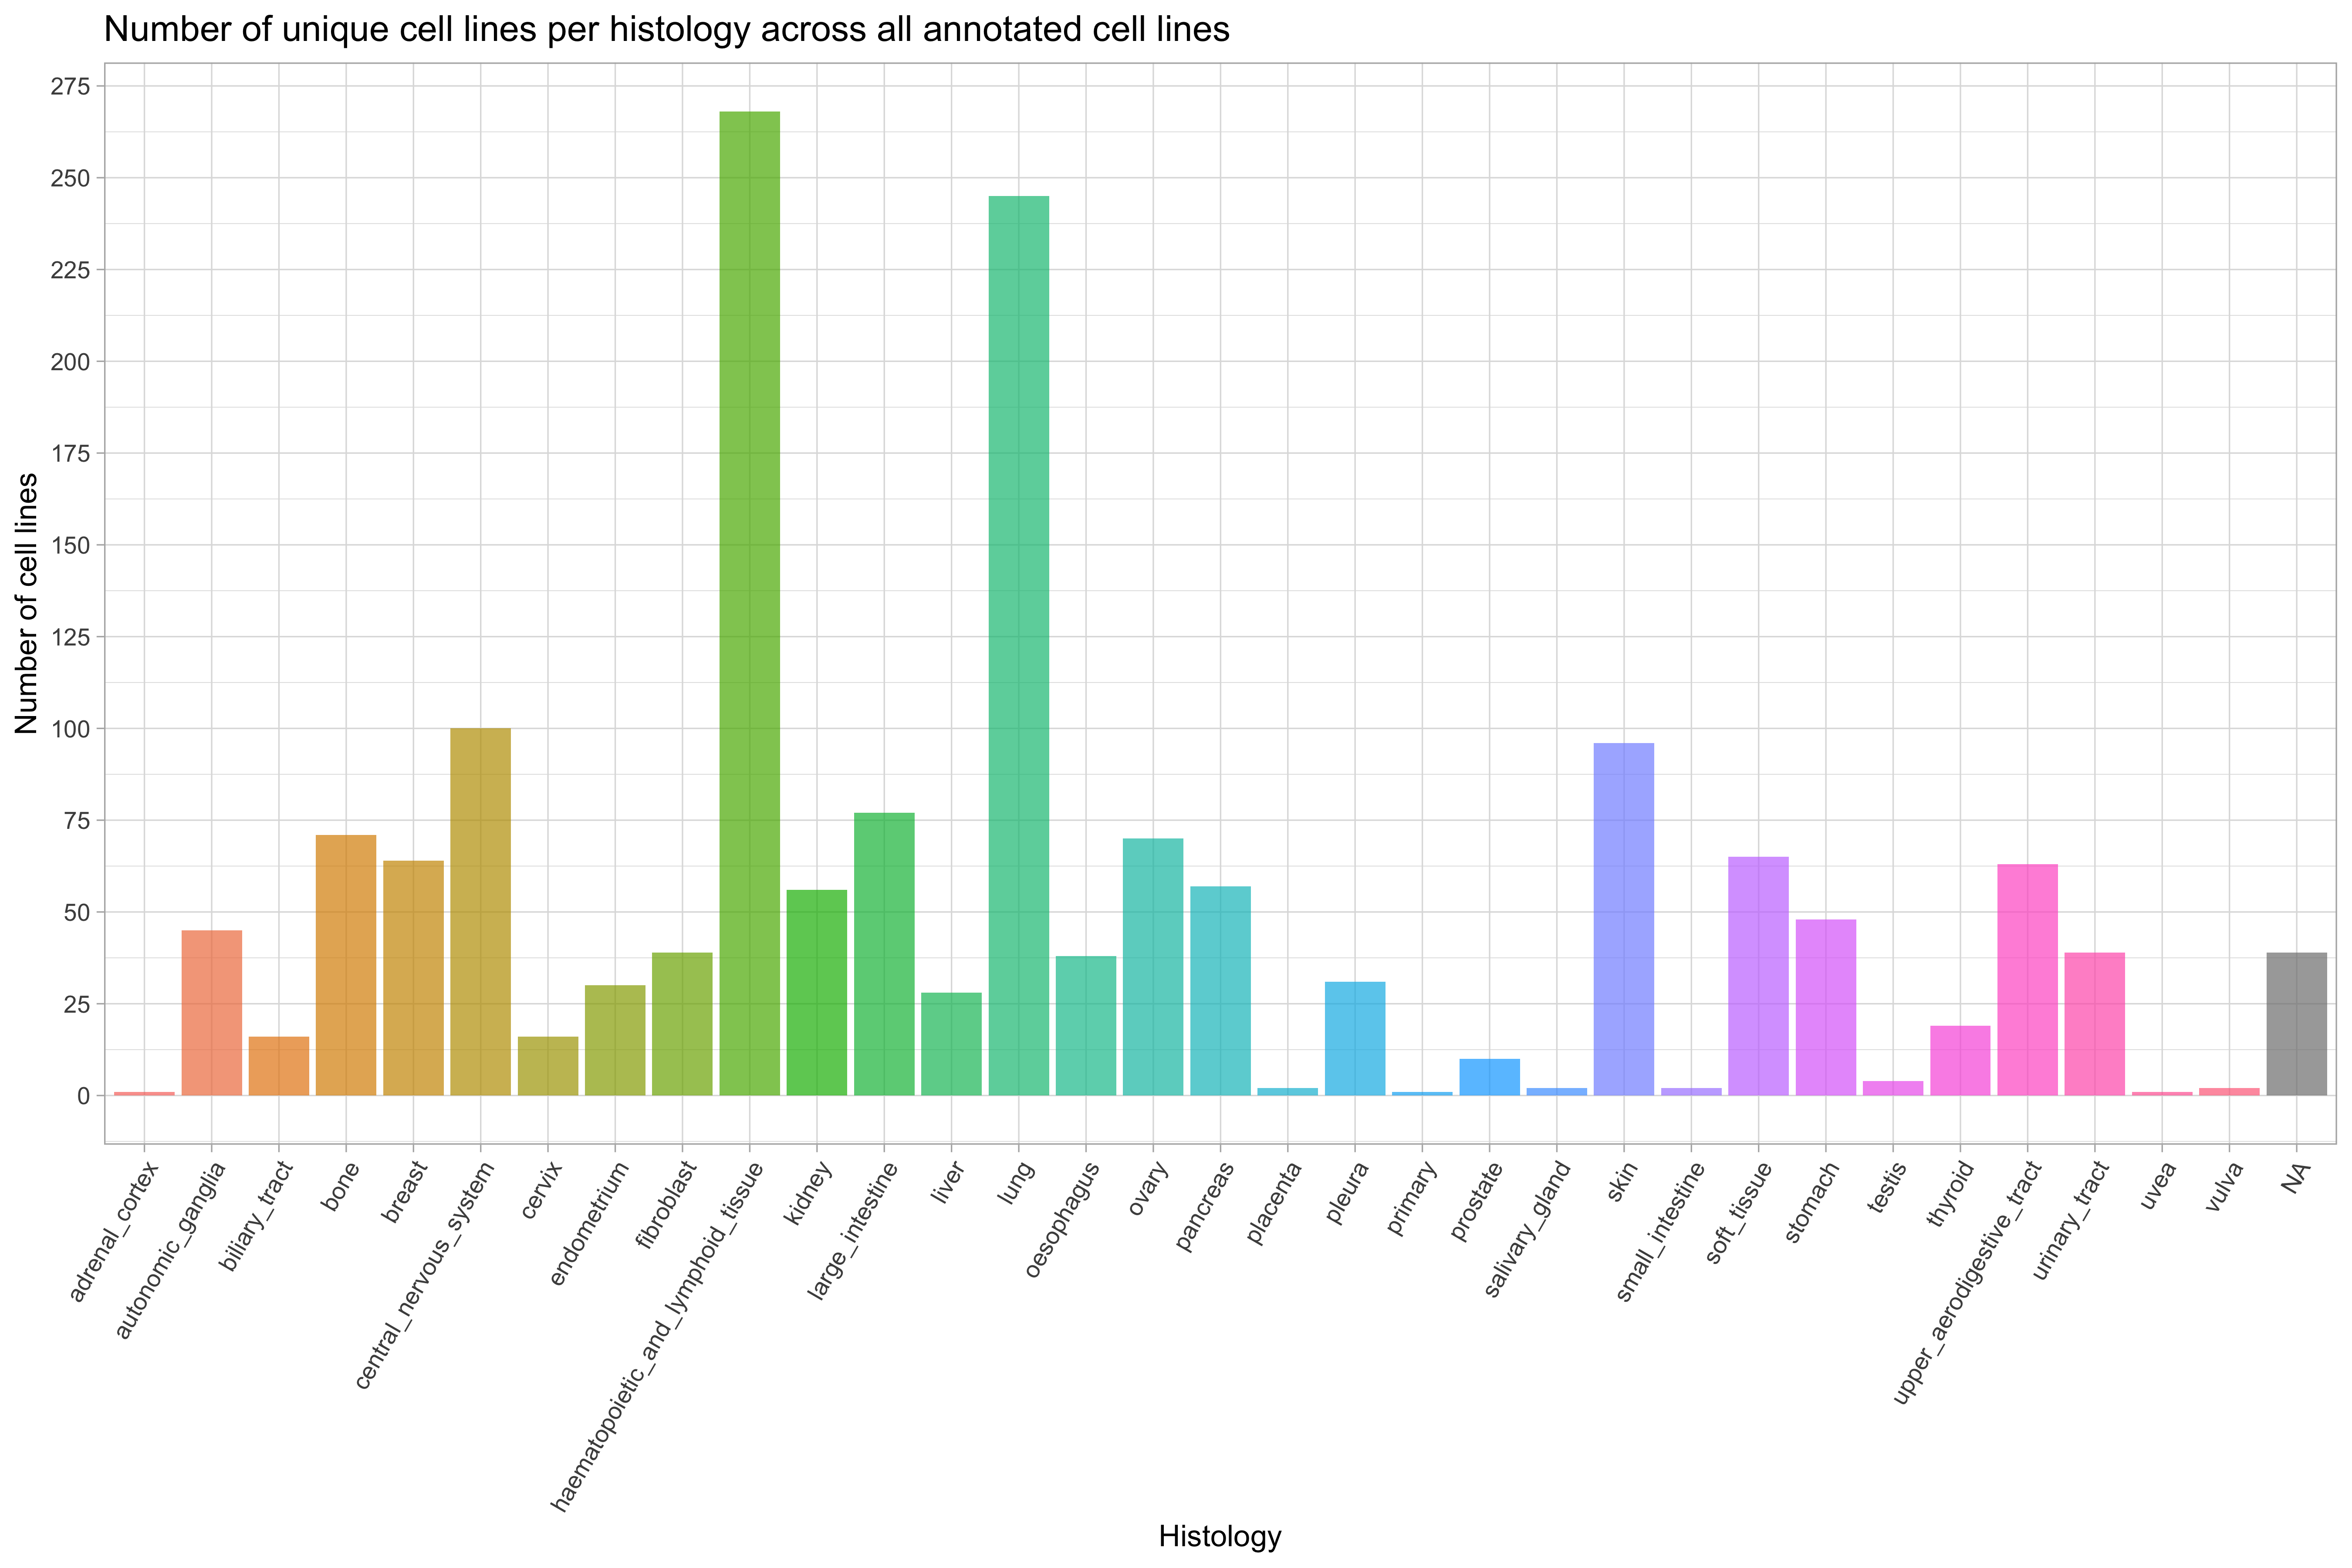 Number of unique cell lines per histology across all annotated cell lines
Number of cell lines
275
250
225
200
175
150
125
100
75
50
25
0
adrenal_cortex
autonomic_ganglia
biliary_tract
bone
breast
central_nervous_system
cervix
endometrium
fibroblast
haematopoietic_and_lymphoid_tissue
kidney
large_intestine
liver
lung
oesophagus
ovary
pancreas
placenta
pleura
primary
prostate
salivary_gland
skin
small_intestine
soft_tissue
stomach
testis
thyroid
upper_aerodigestive_tract
urinary_tract
uvea
vulva
NA
Histology